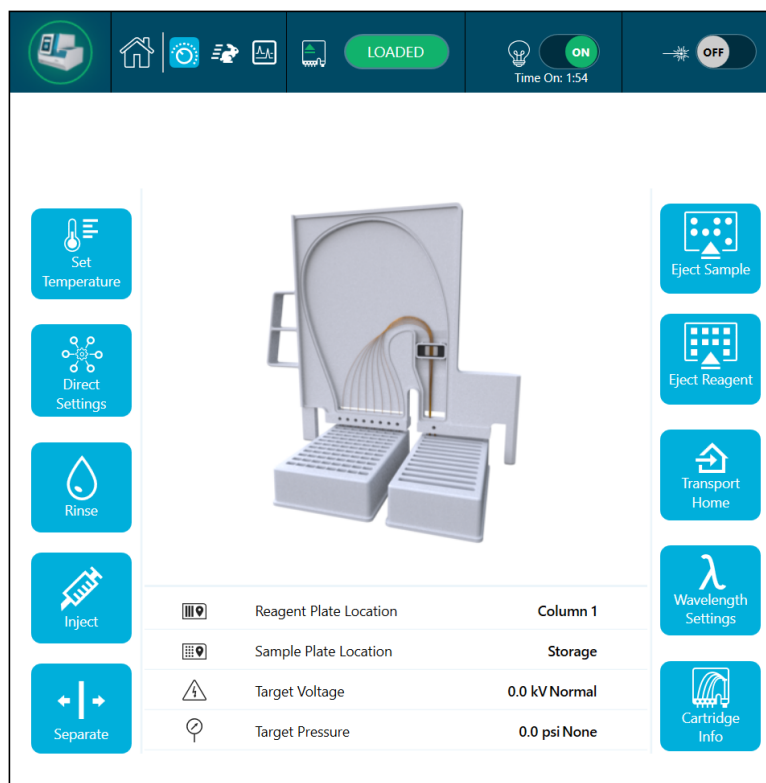 LOADED
ON
Time On: 1:54
OFF
Set
Temperature
Direct
Settings
Rinse
Inject
Separate
Eject Sample
Eject Reagent
Transport
Home
Wavelength
Settings
Cartridge
Info
Reagent Plate Location Column 1
Sample Plate Location Storage
Target Voltage 0.0 kV Normal
Target Pressure 0.0 psi None